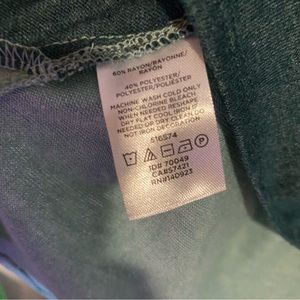 60% RAYON/RAYONNE/
RAYON
40% POLYESTER/
POLYESTER/POLIESTER
MACHINE WASH COLD ONLY
NON-CHLORINE BLEACH
WHEN NEEDED RESHAPE
DRY FLAT COOL IRON IF
NEEDED OR DRY CLEAN DO
NOT IRON DECORATION
516574
P
ID# 70049
CA#57421
RN#140923